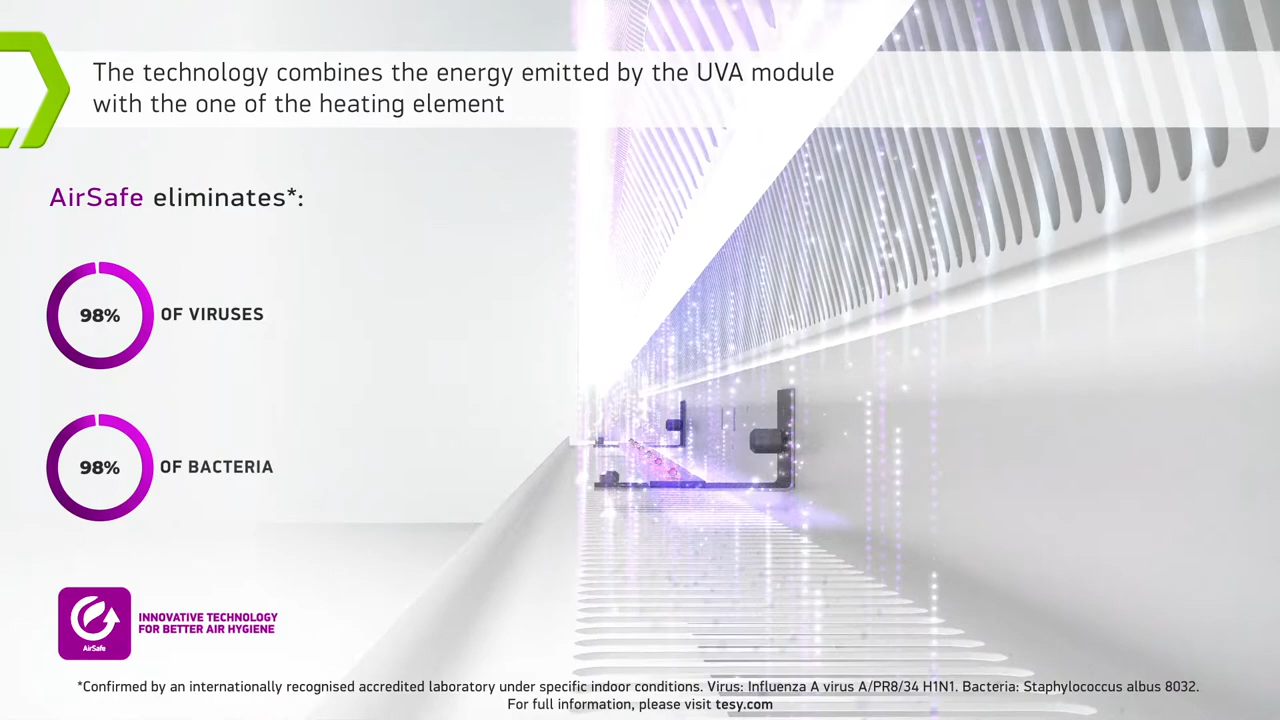 The technology combines the energy emitted by the UVA module
with the one of the heating element
AirSafe eliminates*:
98% OF VIRUSES
98% OF BACTERIA
INNOVATIVE TECHNOLOGY
FOR BETTER AIR HYGIENE
AirSafe
*Confirmed by an internationally recognised accredited laboratory under specific indoor conditions. Virus: Influenza A virus A/PR8/34 H1N1. Bacteria: Staphylococcus albus 8032.
For full information, please visit tesy.com